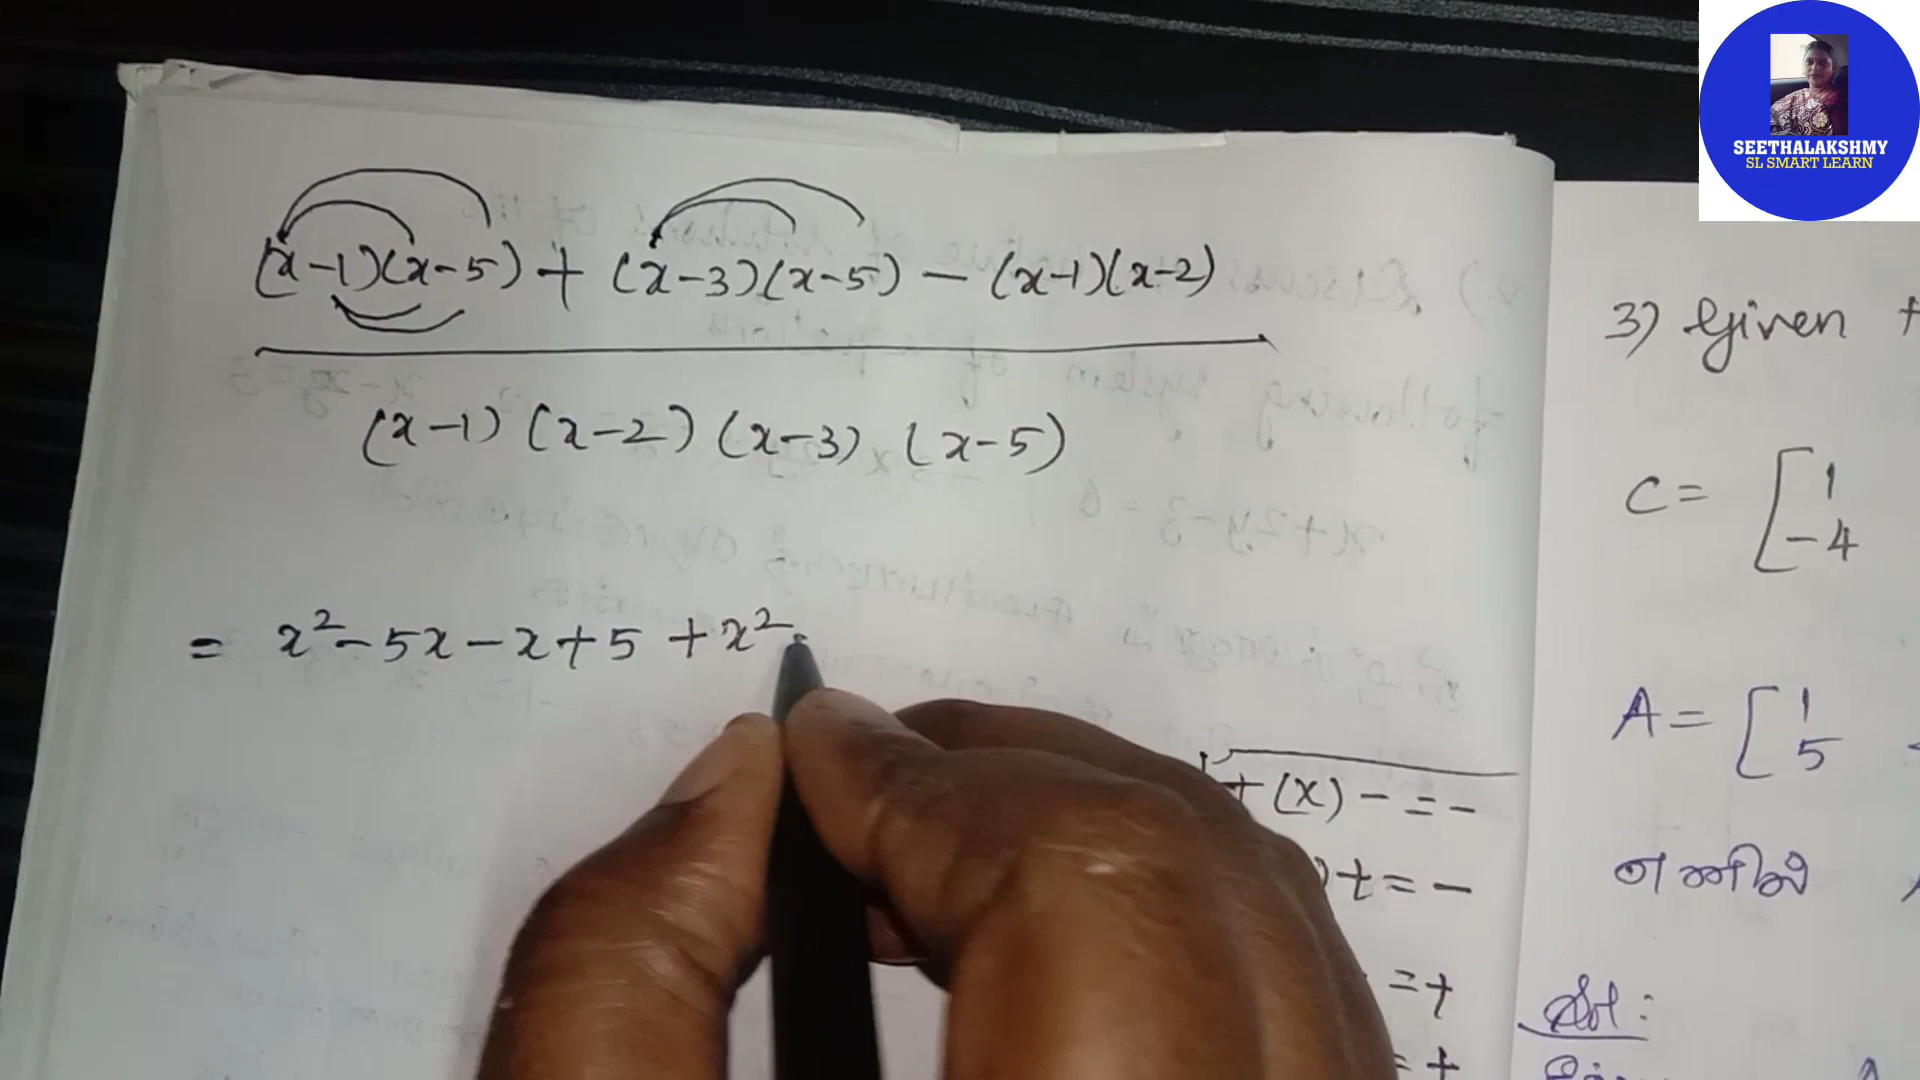 SEETHALAKSHMY
SL SMART LEARN
(x-1)(x-5) + (x-3)(x-5) - (x-1)(x-2)
(x-1) (x-2) (x-3) (x-5)
= x² - 5x - x + 5 + x²
+ (x) - = -
) + = -
= +
= +
3) Given
C = [ 1
-4
A = [ 1
5
Sol :